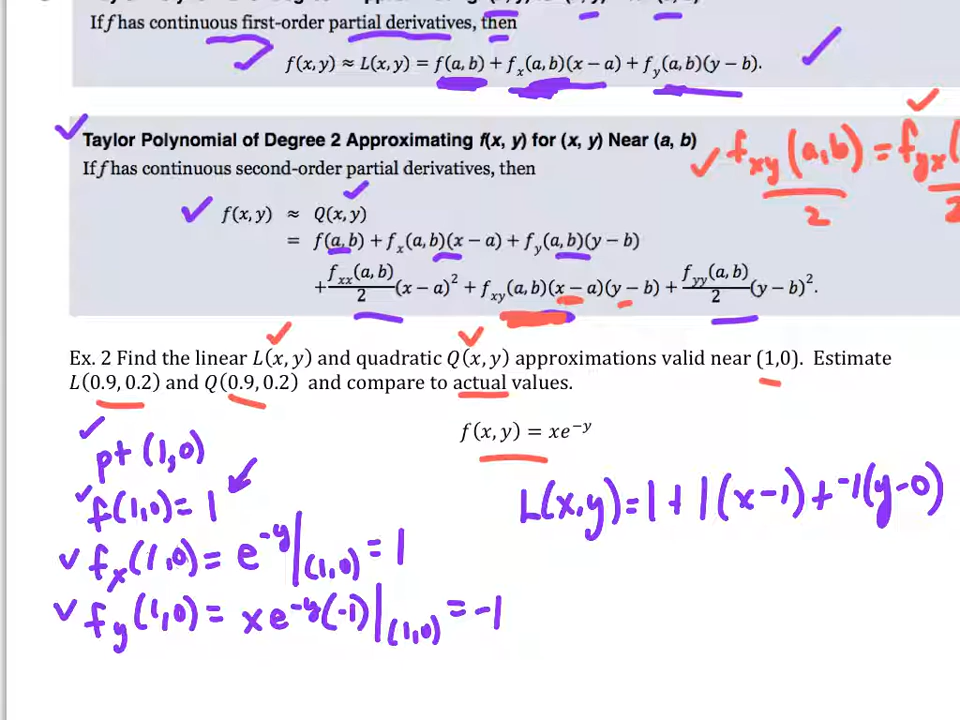 If f has continuous first-order partial derivatives, then
f(x, y) ≈ L(x, y) = f(a, b) + f_x(a, b)(x − a) + f_y(a, b)(y − b).
Taylor Polynomial of Degree 2 Approximating f(x, y) for (x, y) Near (a, b)
If f has continuous second-order partial derivatives, then
f_xy(a,b) = f_yx(
2 2
f(x, y) ≈ Q(x, y)
= f(a, b) + f_x(a, b)(x − a) + f_y(a, b)(y − b)
+ f_xx(a, b)/2 (x − a)² + f_xy(a, b)(x − a)(y − b) + f_yy(a, b)/2 (y − b)².
Ex. 2 Find the linear L(x, y) and quadratic Q(x, y) approximations valid near (1,0). Estimate
L(0.9, 0.2) and Q(0.9, 0.2) and compare to actual values.
f(x, y) = xe^−y
pt (1,0)
f(1,0) = 1
L(x,y) = 1 + 1(x−1) + −1(y−0)
f_x(1,0) = e^−y |(1,0) = 1
f_y(1,0) = xe^−y(−1) |(1,0) = −1